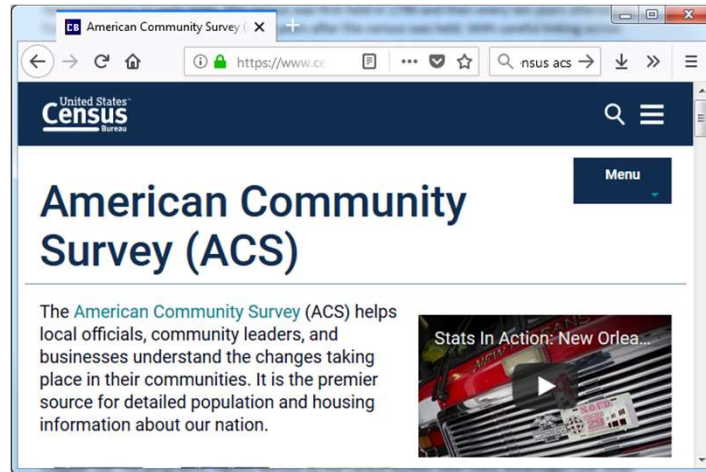 CB American Community Survey (
https://www.ce
nsus acs
United States™
Census
Bureau
Menu
American Community
Survey (ACS)
The American Community Survey (ACS) helps
local officials, community leaders, and
businesses understand the changes taking
place in their communities. It is the premier
source for detailed population and housing
information about our nation.
Stats In Action: New Orlea...
N.O.F.D.